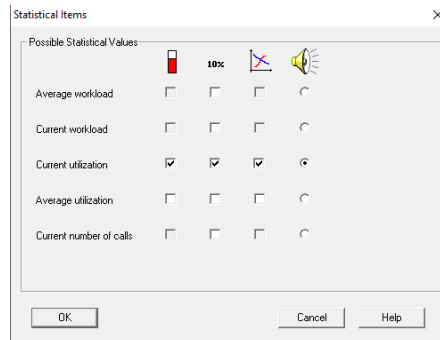 Statistical Items
Possible Statistical Values
10%
Average workload
Current workload
Current utilization
Average utilization
Current number of calls
OK Cancel Help